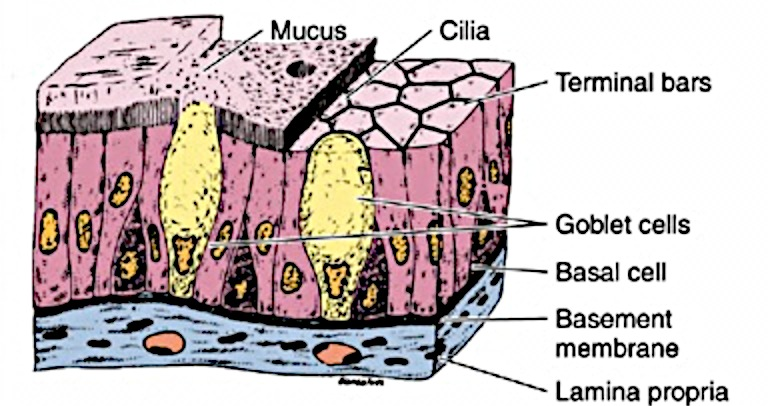 Mucus
Cilia
Terminal bars
Goblet cells
Basal cell
Basement
membrane
Lamina propria